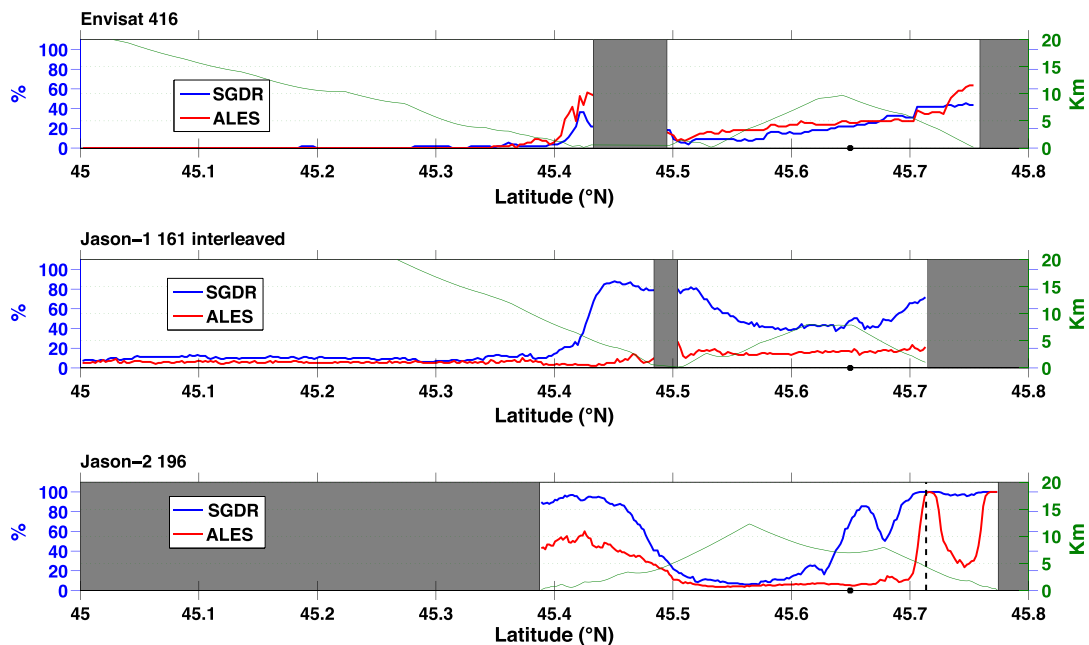 Envisat 416
100
80
60
40
20
0
%
SGDR
ALES
20
15
10
5
0
Km
45 45.1 45.2 45.3 45.4 45.5 45.6 45.7 45.8
Latitude (°N)
Jason−1 161 interleaved
100
80
60
40
20
0
%
SGDR
ALES
20
15
10
5
0
Km
45 45.1 45.2 45.3 45.4 45.5 45.6 45.7 45.8
Latitude (°N)
Jason−2 196
100
80
60
40
20
0
%
SGDR
ALES
20
15
10
5
0
Km
45 45.1 45.2 45.3 45.4 45.5 45.6 45.7 45.8
Latitude (°N)